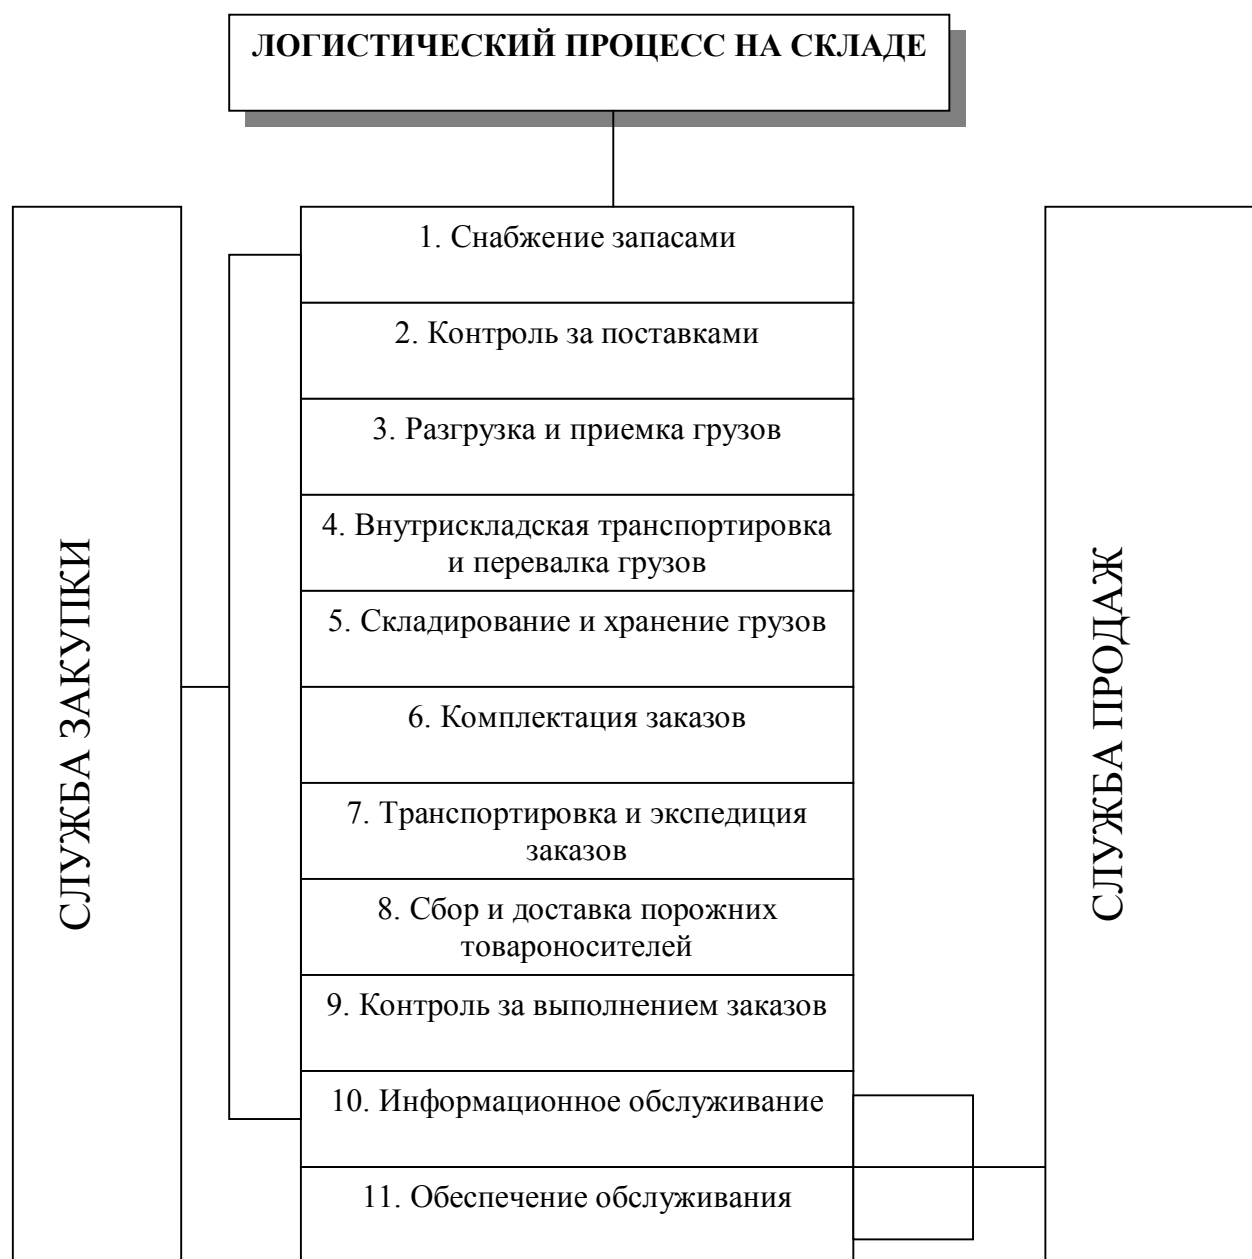 ЛОГИСТИЧЕСКИЙ ПРОЦЕСС НА СКЛАДЕ
СЛУЖБА ЗАКУПКИ
1. Снабжение запасами
2. Контроль за поставками
3. Разгрузка и приемка грузов
4. Внутрискладская транспортировка
и перевалка грузов
5. Складирование и хранение грузов
6. Комплектация заказов
7. Транспортировка и экспедиция
заказов
8. Сбор и доставка порожних
товароносителей
9. Контроль за выполнением заказов
10. Информационное обслуживание
11. Обеспечение обслуживания
СЛУЖБА ПРОДАЖ